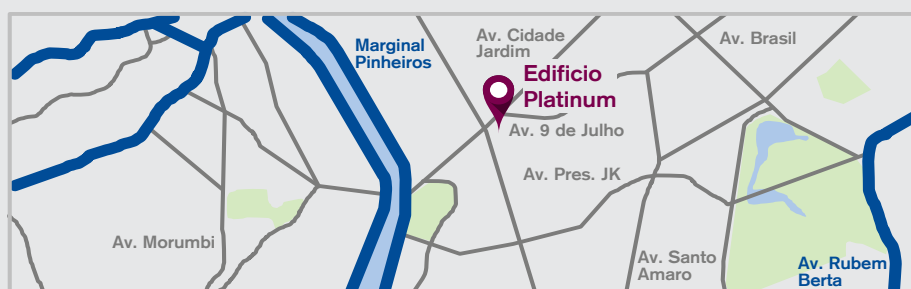 Av. Cidade
Jardim
Av. Brasil
Marginal
Pinheiros
Edificio
Platinum
Av. 9 de Julho
Av. Pres. JK
Av. Morumbi
Av. Santo
Amaro
Av. Rubem
Berta